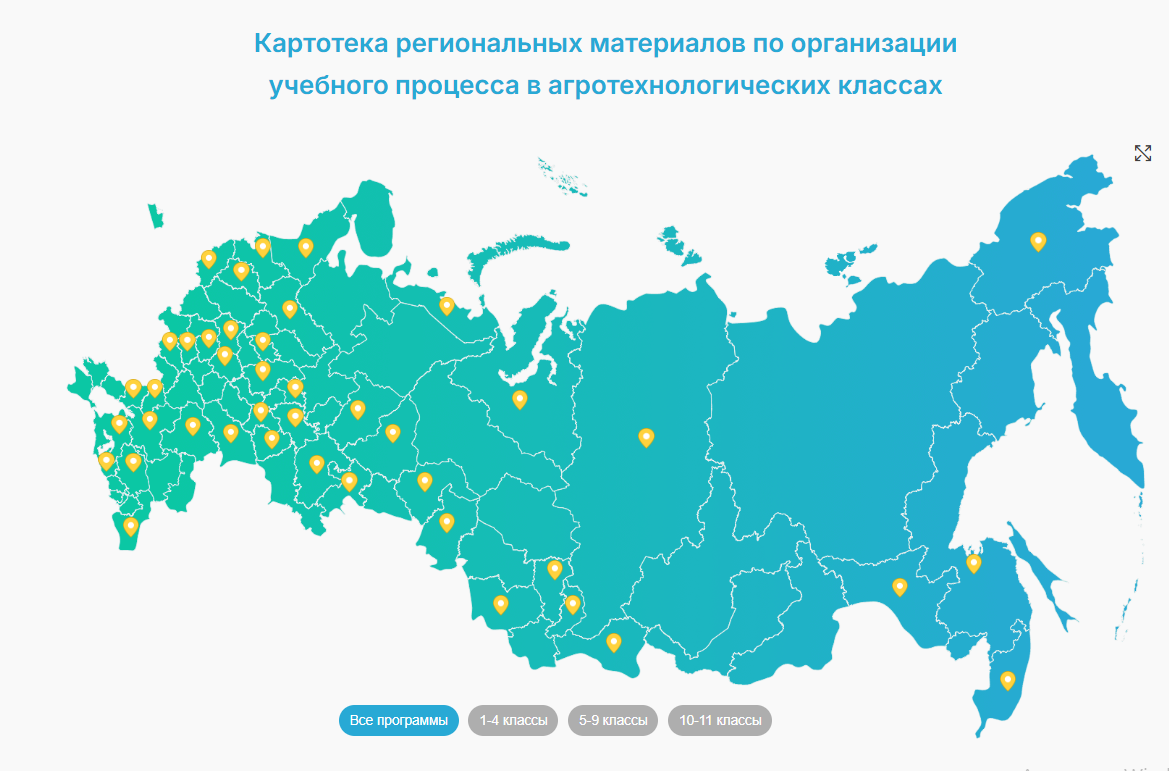 Картотека региональных материалов по организации
учебного процесса в агротехнологических классах
Все программы
1-4 классы
5-9 классы
10-11 классы